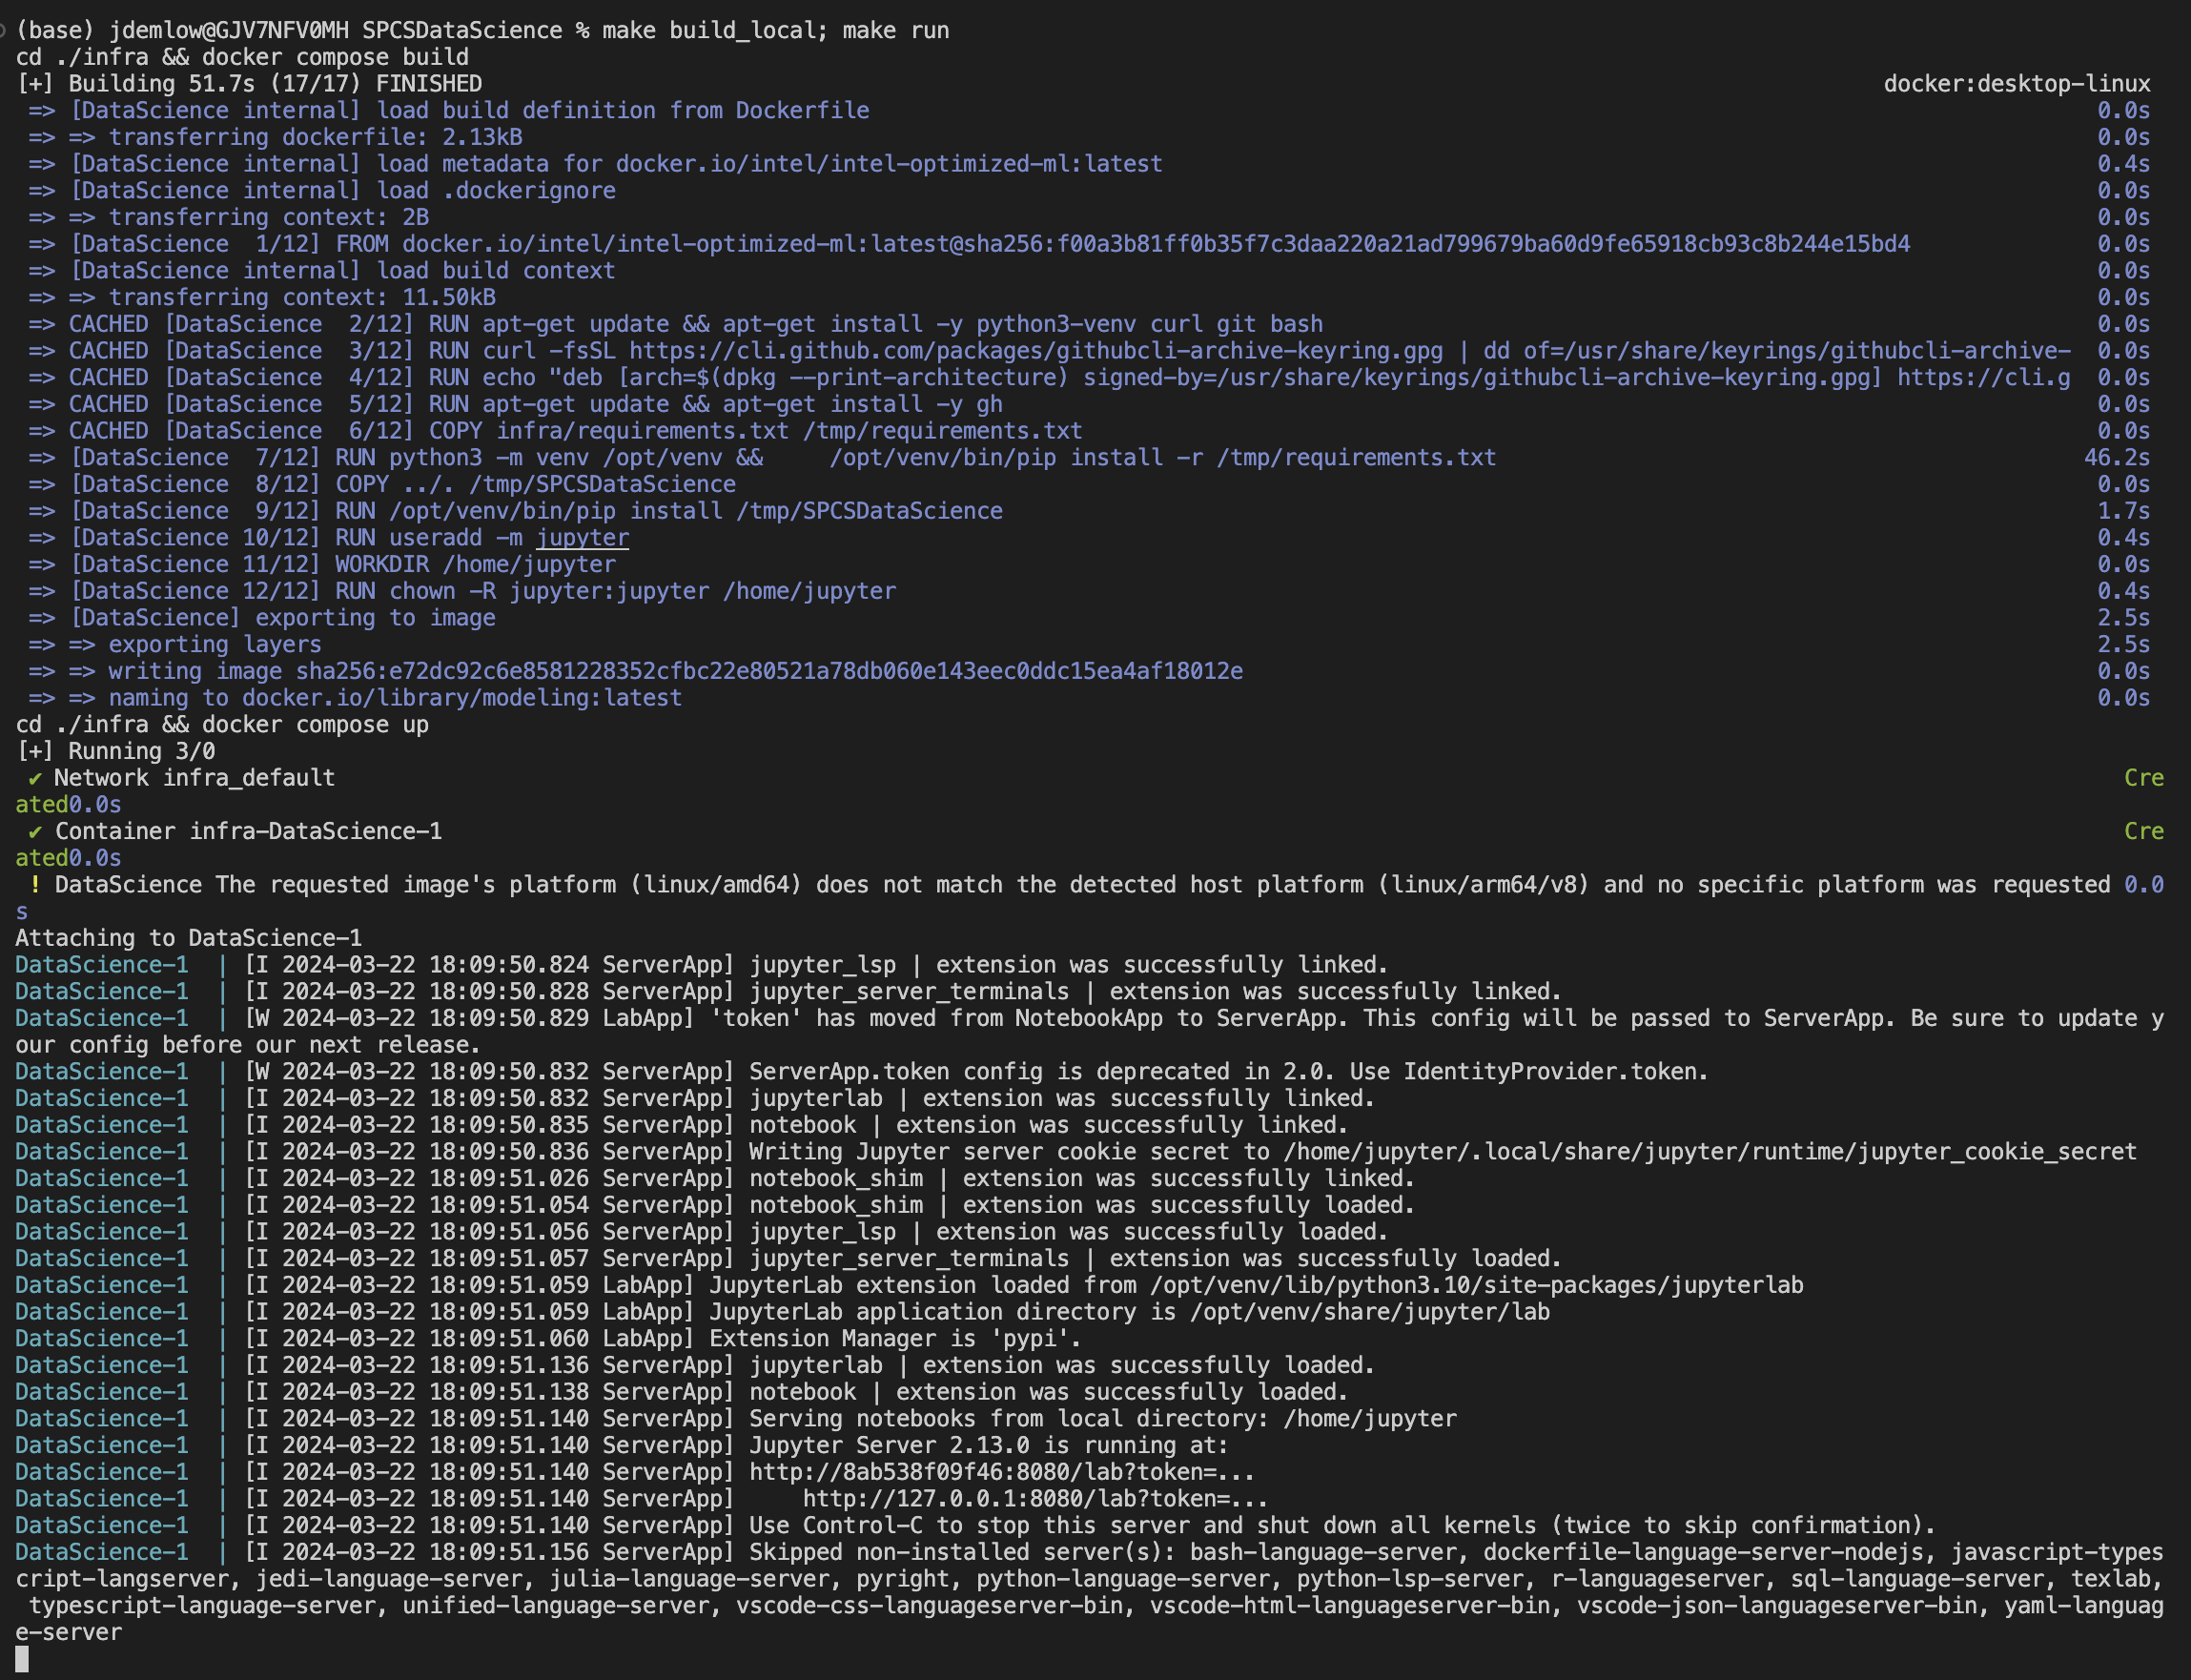 (base) jdemlow@GJV7NFV0MH SPCSDataScience % make build_local; make run
cd ./infra && docker compose build
[+] Building 51.7s (17/17) FINISHED docker:desktop-linux
=> [DataScience internal] load build definition from Dockerfile 0.0s
=> => transferring dockerfile: 2.13kB 0.0s
=> [DataScience internal] load metadata for docker.io/intel/intel-optimized-ml:latest 0.4s
=> [DataScience internal] load .dockerignore 0.0s
=> => transferring context: 2B 0.0s
=> [DataScience  1/12] FROM docker.io/intel/intel-optimized-ml:latest@sha256:f00a3b81ff0b35f7c3daa220a21ad799679ba60d9fe65918cb93c8b244e15bd4 0.0s
=> [DataScience internal] load build context 0.0s
=> => transferring context: 11.50kB 0.0s
=> CACHED [DataScience  2/12] RUN apt-get update && apt-get install -y python3-venv curl git bash 0.0s
=> CACHED [DataScience  3/12] RUN curl -fsSL https://cli.github.com/packages/githubcli-archive-keyring.gpg | dd of=/usr/share/keyrings/githubcli-archive- 0.0s
=> CACHED [DataScience  4/12] RUN echo "deb [arch=$(dpkg --print-architecture) signed-by=/usr/share/keyrings/githubcli-archive-keyring.gpg] https://cli.g 0.0s
=> CACHED [DataScience  5/12] RUN apt-get update && apt-get install -y gh 0.0s
=> CACHED [DataScience  6/12] COPY infra/requirements.txt /tmp/requirements.txt 0.0s
=> [DataScience  7/12] RUN python3 -m venv /opt/venv &&     /opt/venv/bin/pip install -r /tmp/requirements.txt 46.2s
=> [DataScience  8/12] COPY ../. /tmp/SPCSDataScience 0.0s
=> [DataScience  9/12] RUN /opt/venv/bin/pip install /tmp/SPCSDataScience 1.7s
=> [DataScience 10/12] RUN useradd -m jupyter 0.4s
=> [DataScience 11/12] WORKDIR /home/jupyter 0.0s
=> [DataScience 12/12] RUN chown -R jupyter:jupyter /home/jupyter 0.4s
=> [DataScience] exporting to image 2.5s
=> => exporting layers 2.5s
=> => writing image sha256:e72dc92c6e8581228352cfbc22e80521a78db060e143eec0ddc15ea4af18012e 0.0s
=> => naming to docker.io/library/modeling:latest 0.0s
cd ./infra && docker compose up
[+] Running 3/0
✔ Network infra_default Cre
ated0.0s
✔ Container infra-DataScience-1 Cre
ated0.0s
! DataScience The requested image's platform (linux/amd64) does not match the detected host platform (linux/arm64/v8) and no specific platform was requested 0.0
s
Attaching to DataScience-1
DataScience-1  | [I 2024-03-22 18:09:50.824 ServerApp] jupyter_lsp | extension was successfully linked.
DataScience-1  | [I 2024-03-22 18:09:50.828 ServerApp] jupyter_server_terminals | extension was successfully linked.
DataScience-1  | [W 2024-03-22 18:09:50.829 LabApp] 'token' has moved from NotebookApp to ServerApp. This config will be passed to ServerApp. Be sure to update y
our config before our next release.
DataScience-1  | [W 2024-03-22 18:09:50.832 ServerApp] ServerApp.token config is deprecated in 2.0. Use IdentityProvider.token.
DataScience-1  | [I 2024-03-22 18:09:50.832 ServerApp] jupyterlab | extension was successfully linked.
DataScience-1  | [I 2024-03-22 18:09:50.835 ServerApp] notebook | extension was successfully linked.
DataScience-1  | [I 2024-03-22 18:09:50.836 ServerApp] Writing Jupyter server cookie secret to /home/jupyter/.local/share/jupyter/runtime/jupyter_cookie_secret
DataScience-1  | [I 2024-03-22 18:09:51.026 ServerApp] notebook_shim | extension was successfully linked.
DataScience-1  | [I 2024-03-22 18:09:51.054 ServerApp] notebook_shim | extension was successfully loaded.
DataScience-1  | [I 2024-03-22 18:09:51.056 ServerApp] jupyter_lsp | extension was successfully loaded.
DataScience-1  | [I 2024-03-22 18:09:51.057 ServerApp] jupyter_server_terminals | extension was successfully loaded.
DataScience-1  | [I 2024-03-22 18:09:51.059 LabApp] JupyterLab extension loaded from /opt/venv/lib/python3.10/site-packages/jupyterlab
DataScience-1  | [I 2024-03-22 18:09:51.059 LabApp] JupyterLab application directory is /opt/venv/share/jupyter/lab
DataScience-1  | [I 2024-03-22 18:09:51.060 LabApp] Extension Manager is 'pypi'.
DataScience-1  | [I 2024-03-22 18:09:51.136 ServerApp] jupyterlab | extension was successfully loaded.
DataScience-1  | [I 2024-03-22 18:09:51.138 ServerApp] notebook | extension was successfully loaded.
DataScience-1  | [I 2024-03-22 18:09:51.140 ServerApp] Serving notebooks from local directory: /home/jupyter
DataScience-1  | [I 2024-03-22 18:09:51.140 ServerApp] Jupyter Server 2.13.0 is running at:
DataScience-1  | [I 2024-03-22 18:09:51.140 ServerApp] http://8ab538f09f46:8080/lab?token=...
DataScience-1  | [I 2024-03-22 18:09:51.140 ServerApp]     http://127.0.0.1:8080/lab?token=...
DataScience-1  | [I 2024-03-22 18:09:51.140 ServerApp] Use Control-C to stop this server and shut down all kernels (twice to skip confirmation).
DataScience-1  | [I 2024-03-22 18:09:51.156 ServerApp] Skipped non-installed server(s): bash-language-server, dockerfile-language-server-nodejs, javascript-types
cript-langserver, jedi-language-server, julia-language-server, pyright, python-language-server, python-lsp-server, r-languageserver, sql-language-server, texlab,
typescript-language-server, unified-language-server, vscode-css-languageserver-bin, vscode-html-languageserver-bin, vscode-json-languageserver-bin, yaml-languag
e-server